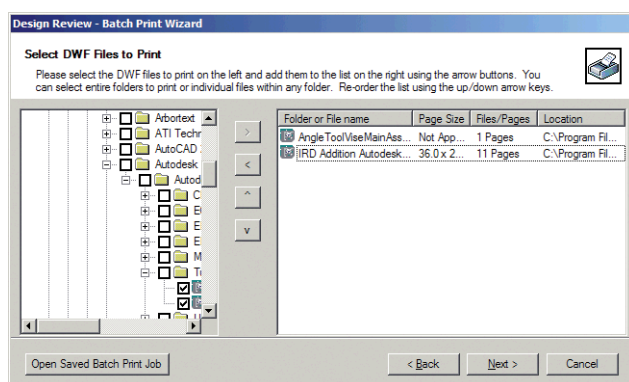 Design Review - Batch Print Wizard
Select DWF Files to Print
Please select the DWF files to print on the left and add them to the list on the right using the arrow buttons. You
can select entire folders to print or individual files within any folder. Re-order the list using the up/down arrow keys.
Arbortext
ATI Techr
AutoCAD
Autodesk
Autod
C
E
E
M
T
>
<
^
v
Folder or File name Page Size Files/Pages Location
AngleToolViseMainAss... Not App... 1 Pages C:\Program Fil...
IRD Addition Autodesk... 36.0 x 2... 11 Pages C:\Program Fil...
Open Saved Batch Print Job
< Back
Next >
Cancel